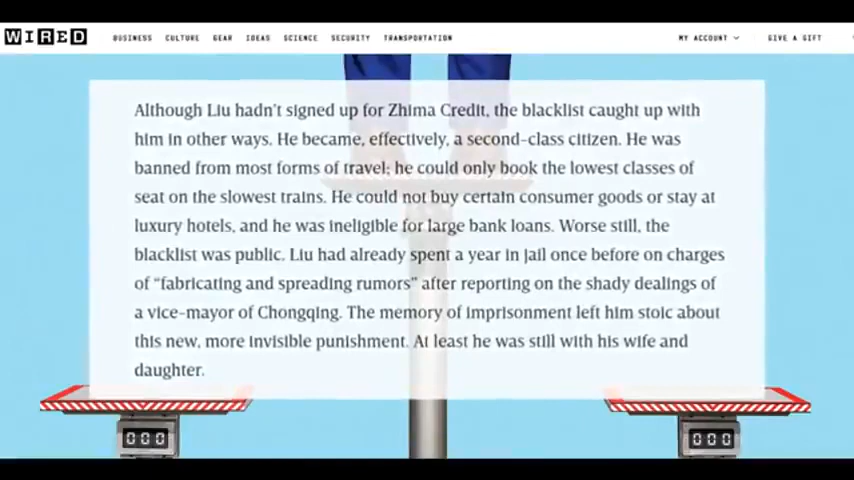 WIRED BUSINESS CULTURE GEAR IDEAS SCIENCE SECURITY TRANSPORTATION MY ACCOUNT GIVE A GIFT
Although Liu hadn't signed up for Zhima Credit, the blacklist caught up with
him in other ways. He became, effectively, a second-class citizen. He was
banned from most forms of travel; he could only book the lowest classes of
seat on the slowest trains. He could not buy certain consumer goods or stay at
luxury hotels, and he was ineligible for large bank loans. Worse still, the
blacklist was public. Liu had already spent a year in jail once before on charges
of “fabricating and spreading rumors” after reporting on the shady dealings of
a vice-mayor of Chongqing. The memory of imprisonment left him stoic about
this new, more invisible punishment. At least he was still with his wife and
daughter.
000 000